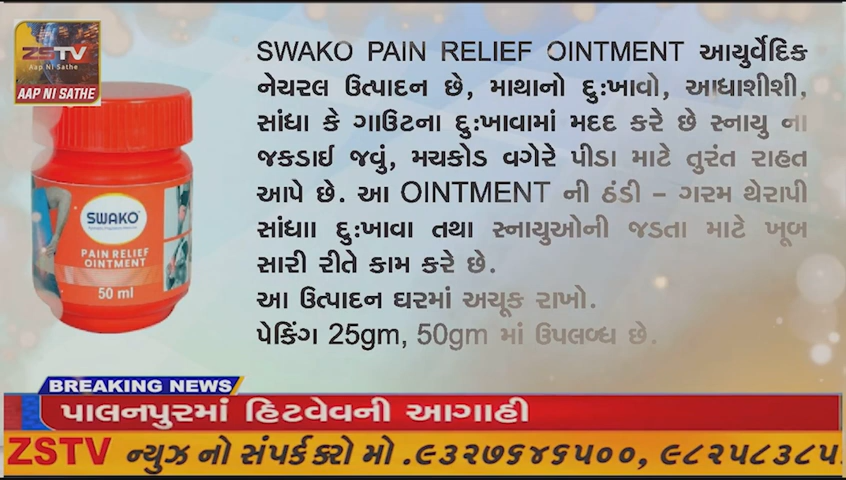 ZSTV
Aap Ni Sathe
AAP NI SATHE
SWAKO PAIN RELIEF OINTMENT આયુર્વેદિક
નેચરલ ઉત્પાદન છે, માથાનો દુઃખાવો, આધાશીશી,
સાંધા કે ગાઉટના દુઃખાવામાં મદદ કરે છે સ્નાયુ ના
જકડાઈ જવું, મચકોડ વગેરે પીડા માટે તુરંત રાહત
આપે છે. આ OINTMENT ની ઠંડી – ગરમ થેરાપી
સાંધાા દુઃખાવા તથા સ્નાયુઓની જડતા માટે ખૂબ
સારી રીતે કામ કરે છે.
આ ઉત્પાદન ઘરમાં અચૂક રાખો.
પેકિંગ 25gm, 50gm માં ઉપલબ્ધ છે.
SWAKO
PAIN RELIEF
OINTMENT
50 ml
BREAKING NEWS
પાલનપુરમાં હિટવેવની આગાહી
ZSTV ન્યુઝ નો સંપર્ક કરો મો .૯૩૨૭૬૪૬૫૦૦, ૯૮૨૫૮૩૮૫